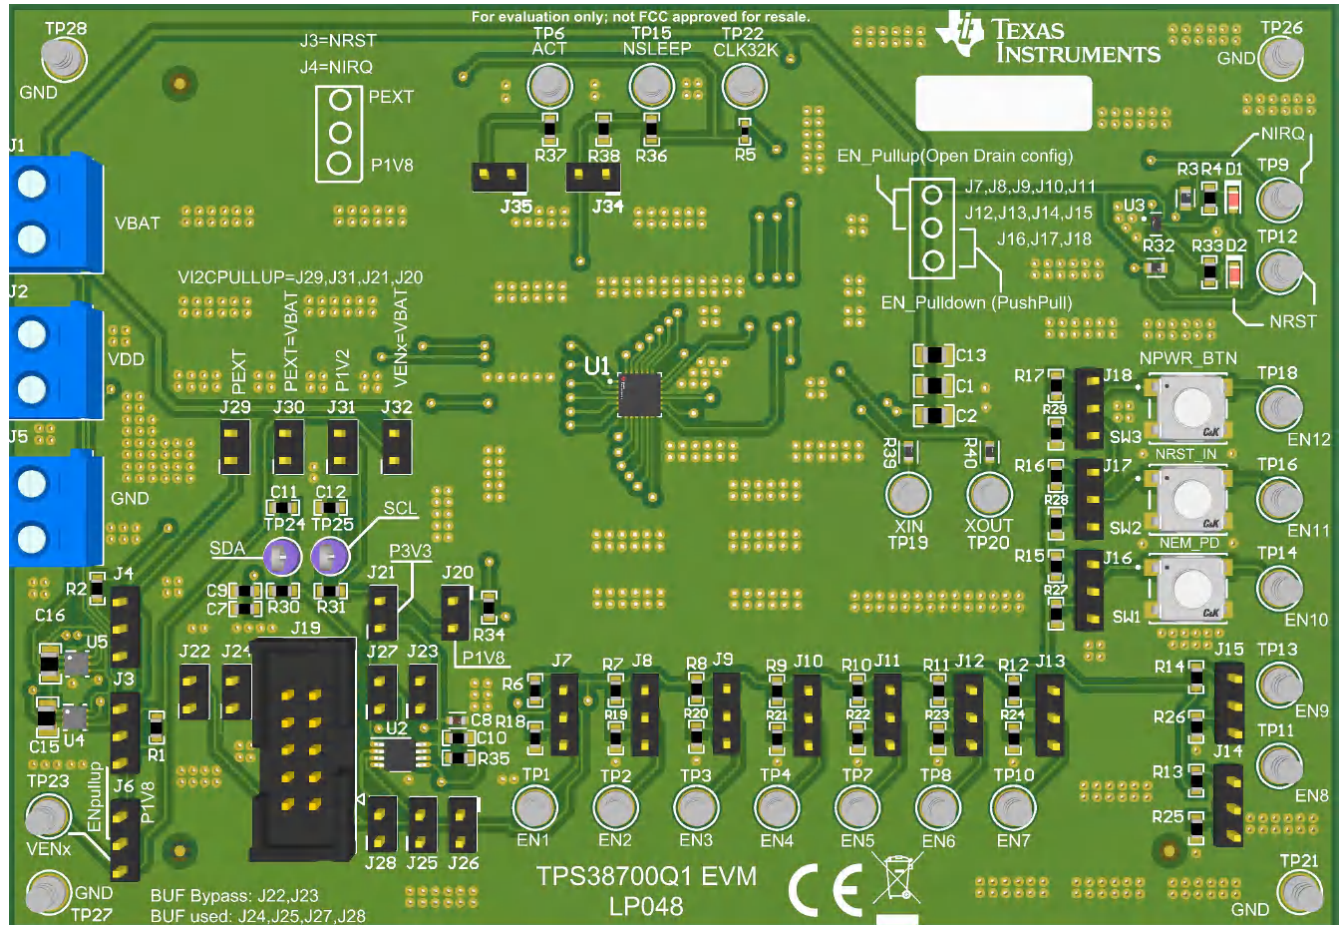 For evaluation only; not FCC approved for resale.
TP28
GND
J3=NRST
J4=NIRQ
PEXT
P1V8
TP6
ACT
TP15
NSLEEP
TP22
CLK32K
TEXAS
INSTRUMENTS
TP26
GND
R37
R38
R36
R5
J35
J34
EN_Pullup(Open Drain config)
J7,J8,J9,J10,J11
J12,J13,J14,J15
J16,J17,J18
EN_Pulldown (PushPull)
NIRQ
R3
R4
D1
TP9
U3
R32
R33
D2
TP12
NRST
J1
VBAT
J2
VDD
J5
GND
VI2CPULLUP=J29,J31,J21,J20
PEXT
PEXT=VBAT
P1V2
VENx=VBAT
J29
J30
J31
J32
U1
C13
C1
C2
R39
R40
XIN
TP19
XOUT
TP20
NPWR_BTN
R17
J18
TP18
R29
SW3
C&K
EN12
NRST_IN
R16
J17
TP16
R28
SW2
C&K
EN11
NEM_PD
R15
J16
TP14
R27
SW1
C&K
EN10
C11
C12
TP24
TP25
SCL
SDA
P3V3
R2
J4
C9
C7
R30
R31
J21
J20
R34
P1V8
C16
U5
J19
J22
J24
J27
J23
J3
C15
U4
R1
U2
C8
C10
R35
R6
R18
J7
R7
R19
J8
R8
R20
J9
R9
R21
J10
R10
R22
J11
R11
R23
J12
R12
R24
J13
R14
J15
TP13
R26
EN9
J14
TP11
R13
EN8
R25
TP23
VENx
ENpullup
J6
P1V8
TP1
EN1
TP2
EN2
TP3
EN3
TP4
EN4
TP7
EN5
TP8
EN6
TP10
EN7
J28
J25
J26
GND
TP27
BUF Bypass: J22,J23
BUF used: J24,J25,J27,J28
TPS38700Q1 EVM
LP048
CE
TP21
GND